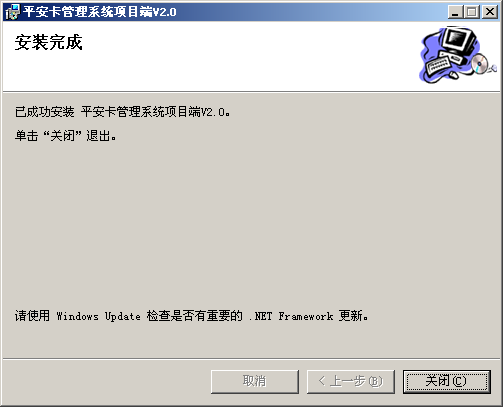 平安卡管理系统项目端V2.0
安装完成
已成功安装 平安卡管理系统项目端V2.0。
单击“关闭”退出。
请使用 Windows Update 检查是否有重要的 .NET Framework 更新。
取消 < 上一步(B) 关闭(C)